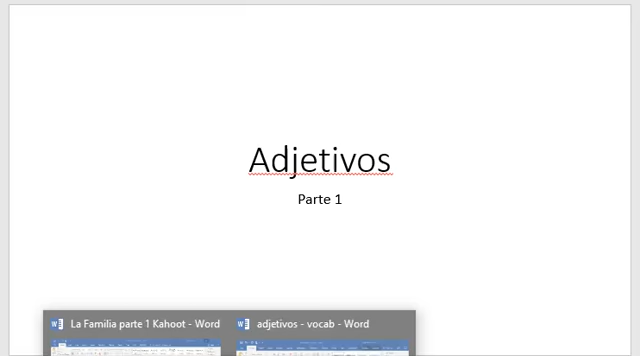 Adjetivos
Parte 1
La Familia parte 1 Kahoot - Word
adjetivos - vocab - Word